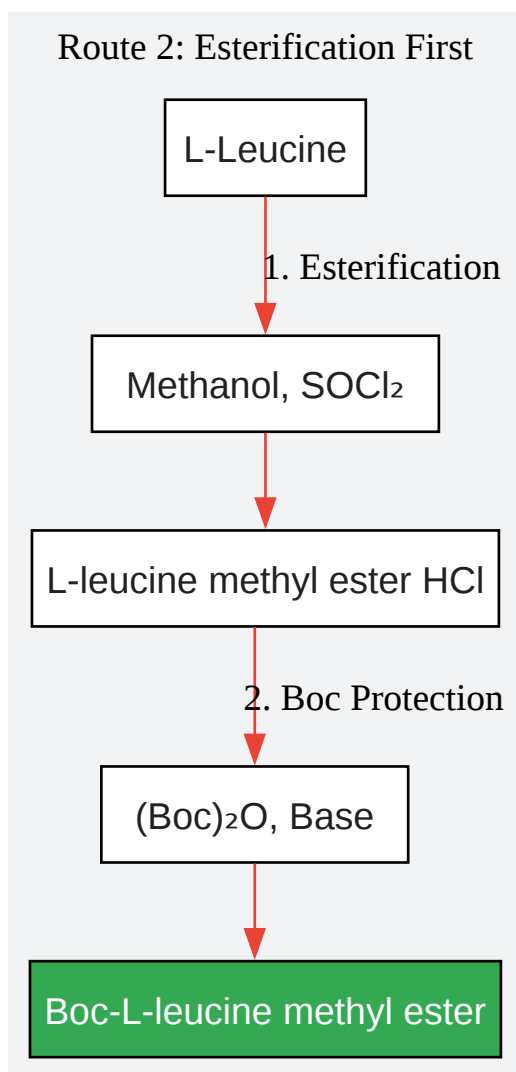 Route 2: Esterification First
L-Leucine
1. Esterification
Methanol, SOCl₂
L-leucine methyl ester HCl
2. Boc Protection
(Boc)₂O, Base
Boc-L-leucine methyl ester